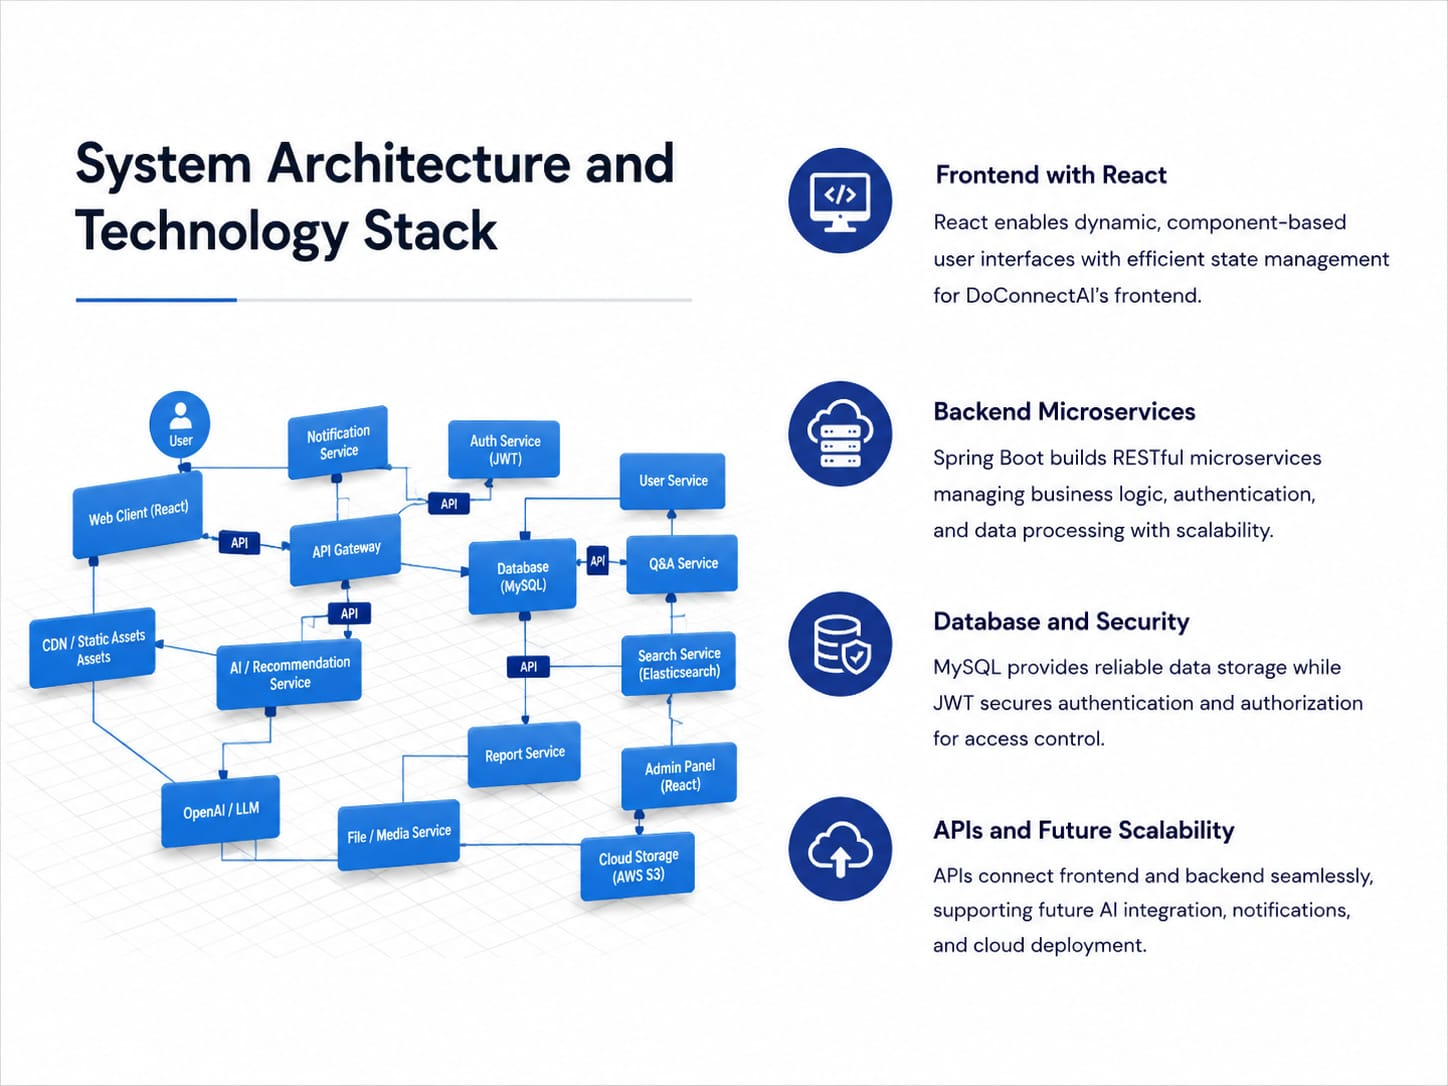 System Architecture and
Technology Stack
User
Notification
Service
Auth Service
(JWT)
User Service
Web Client (React)
API
API
API Gateway
Database
(MySQL)
API
Q&A Service
API
CDN / Static Assets
Assets
AI / Recommendation
Service
API
Search Service
(Elasticsearch)
Report Service
Admin Panel
(React)
OpenAI / LLM
File / Media Service
Cloud Storage
(AWS S3)
Frontend with React
React enables dynamic, component-based
user interfaces with efficient state management
for DoConnectAI's frontend.
Backend Microservices
Spring Boot builds RESTful microservices
managing business logic, authentication,
and data processing with scalability.
Database and Security
MySQL provides reliable data storage while
JWT secures authentication and authorization
for access control.
APIs and Future Scalability
APIs connect frontend and backend seamlessly,
supporting future AI integration, notifications,
and cloud deployment.